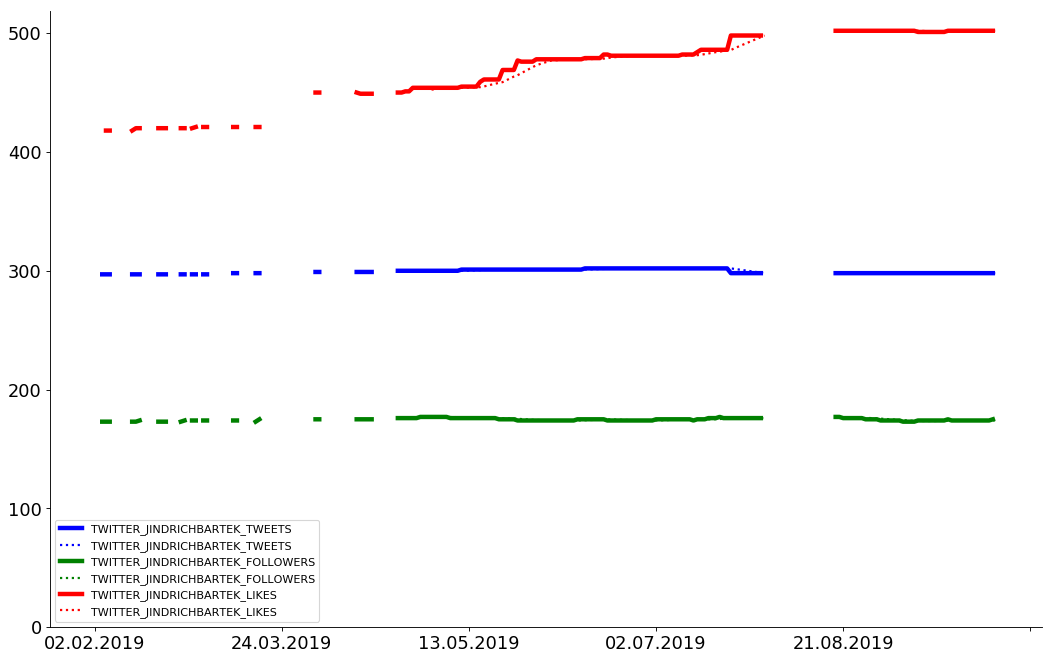 500
400
300
200
100
0
TWITTER_JINDRICHBARTEK_TWEETS
TWITTER_JINDRICHBARTEK_TWEETS
TWITTER_JINDRICHBARTEK_FOLLOWERS
TWITTER_JINDRICHBARTEK_FOLLOWERS
TWITTER_JINDRICHBARTEK_LIKES
TWITTER_JINDRICHBARTEK_LIKES
02.02.2019 24.03.2019 13.05.2019 02.07.2019 21.08.2019